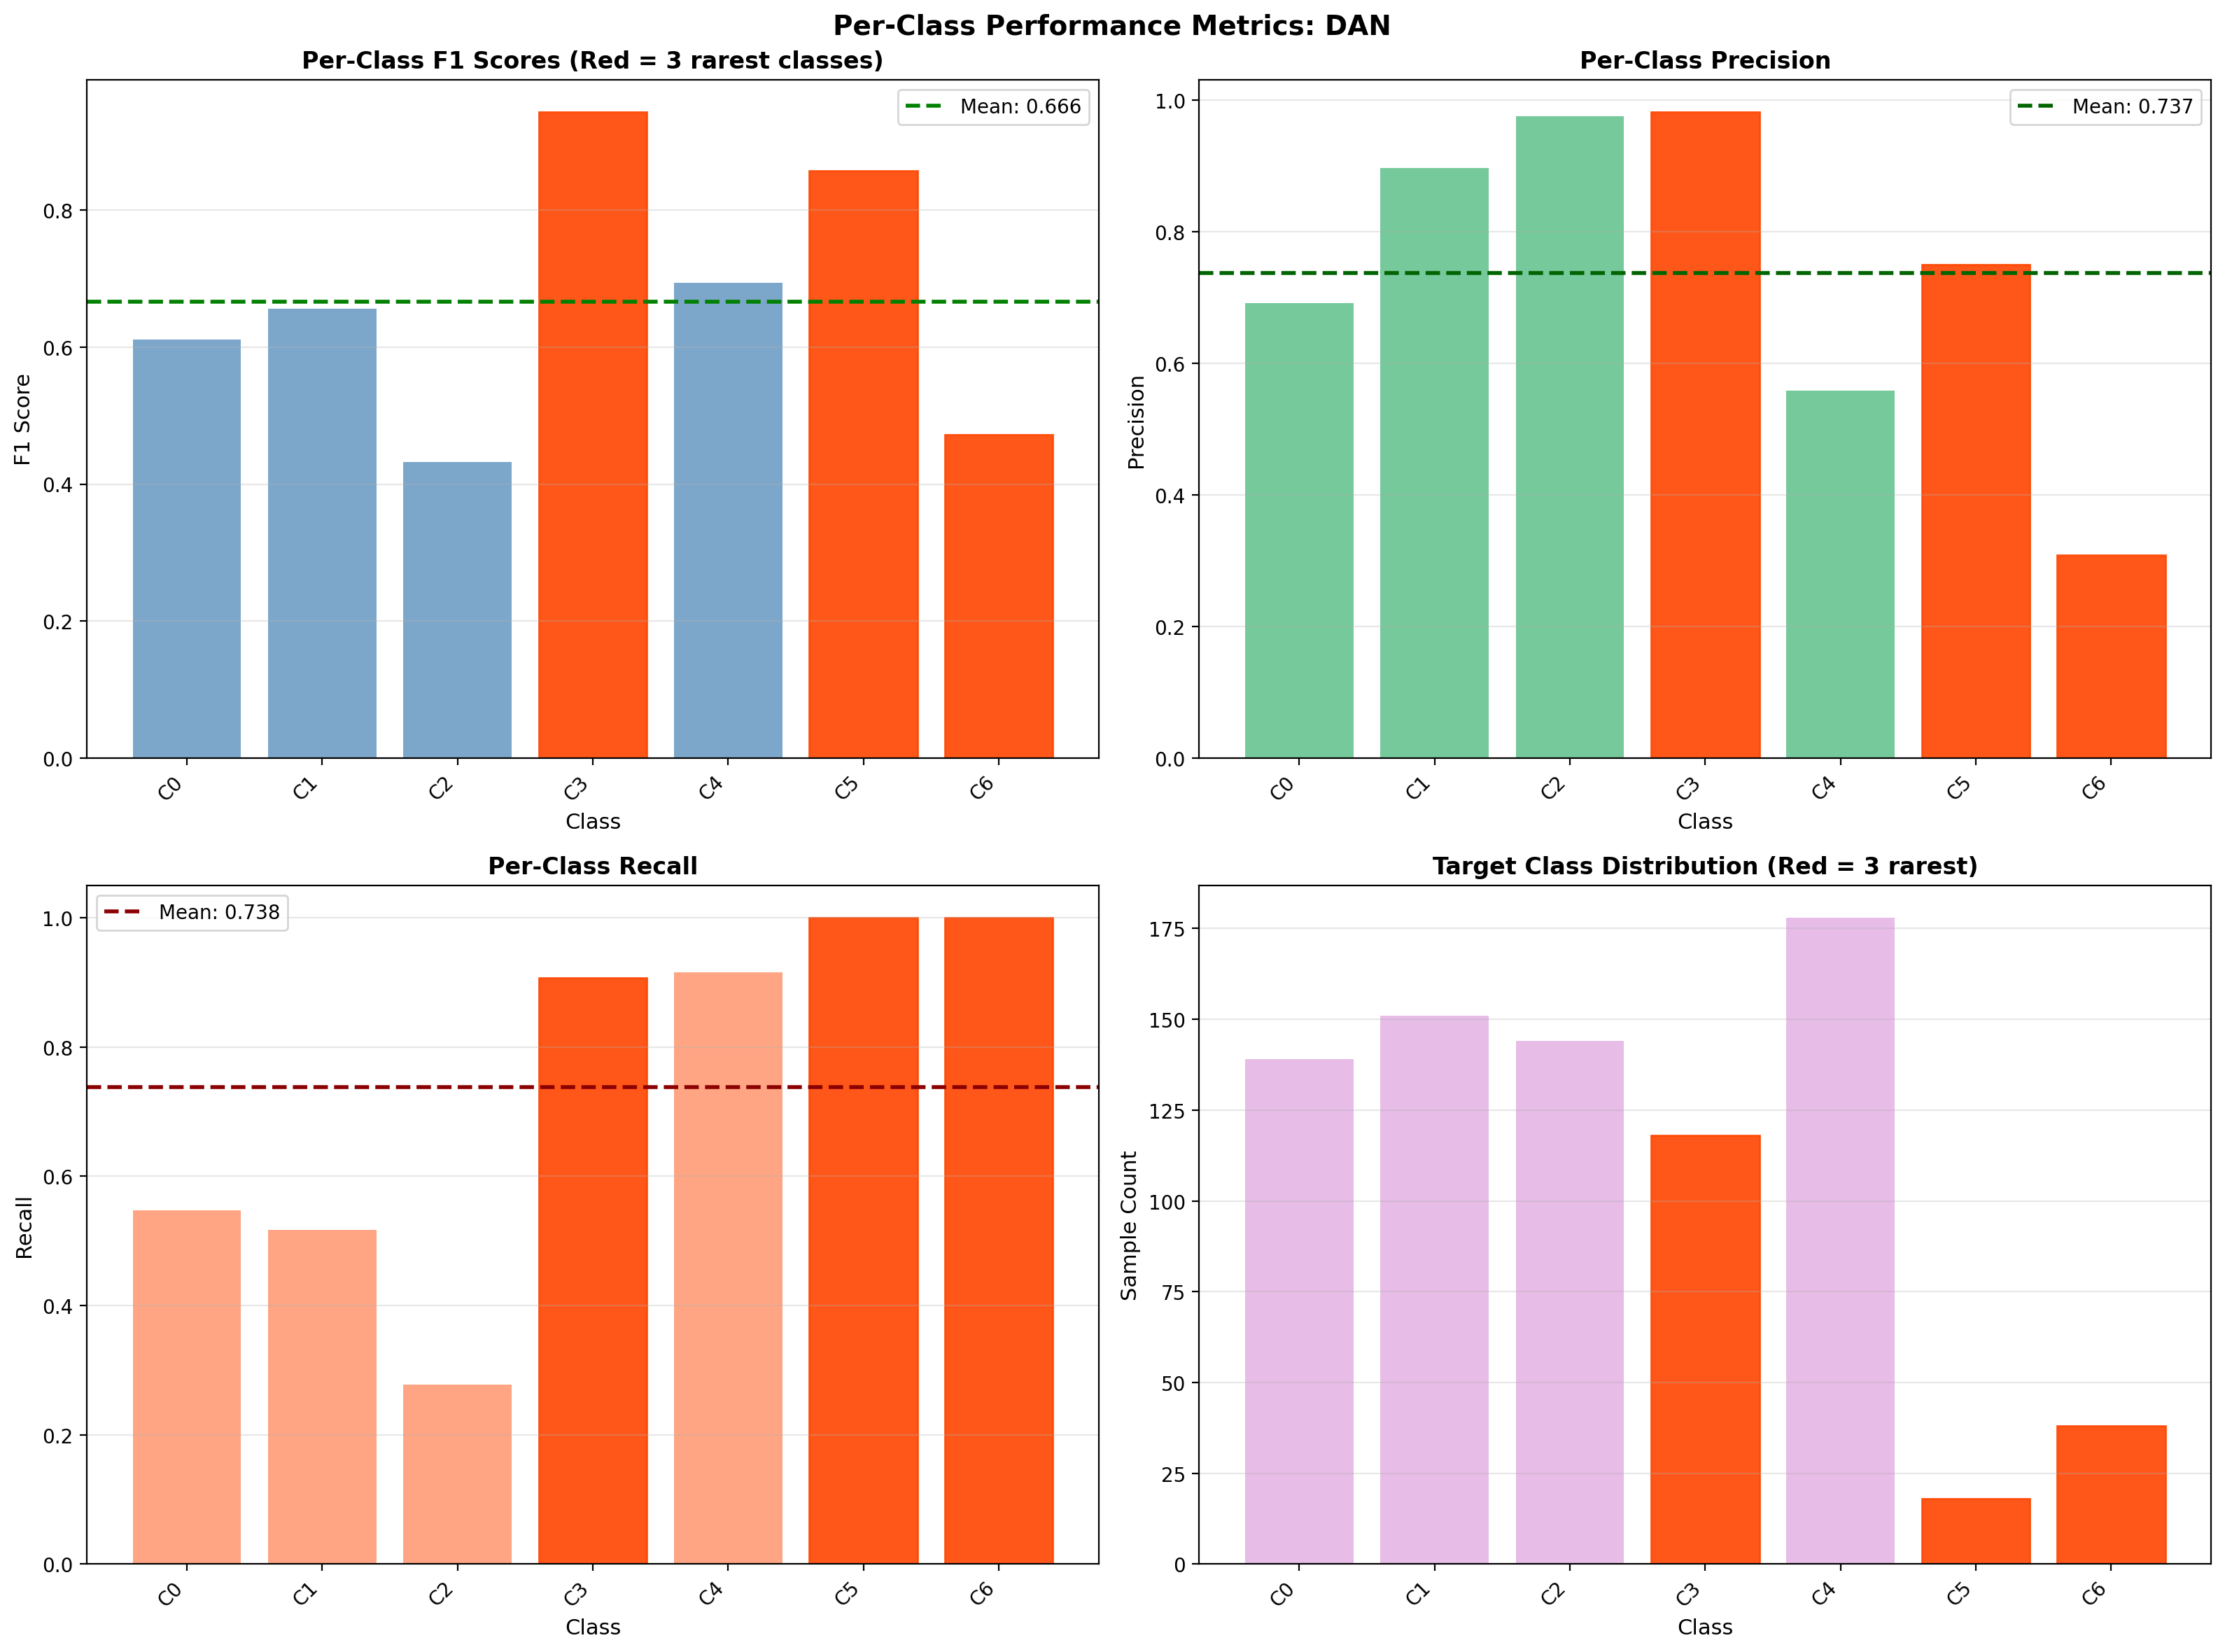 Per-Class Performance Metrics: DAN
Per-Class F1 Scores (Red = 3 rarest classes)
Mean: 0.666
F1 Score
0.8
0.6
0.4
0.2
0.0
C0 C1 C2 C3 C4 C5 C6
Class
Per-Class Precision
Mean: 0.737
Precision
1.0
0.8
0.6
0.4
0.2
0.0
C0 C1 C2 C3 C4 C5 C6
Class
Per-Class Recall
Mean: 0.738
Recall
1.0
0.8
0.6
0.4
0.2
0.0
C0 C1 C2 C3 C4 C5 C6
Class
Target Class Distribution (Red = 3 rarest)
Sample Count
175
150
125
100
75
50
25
0
C0 C1 C2 C3 C4 C5 C6
Class